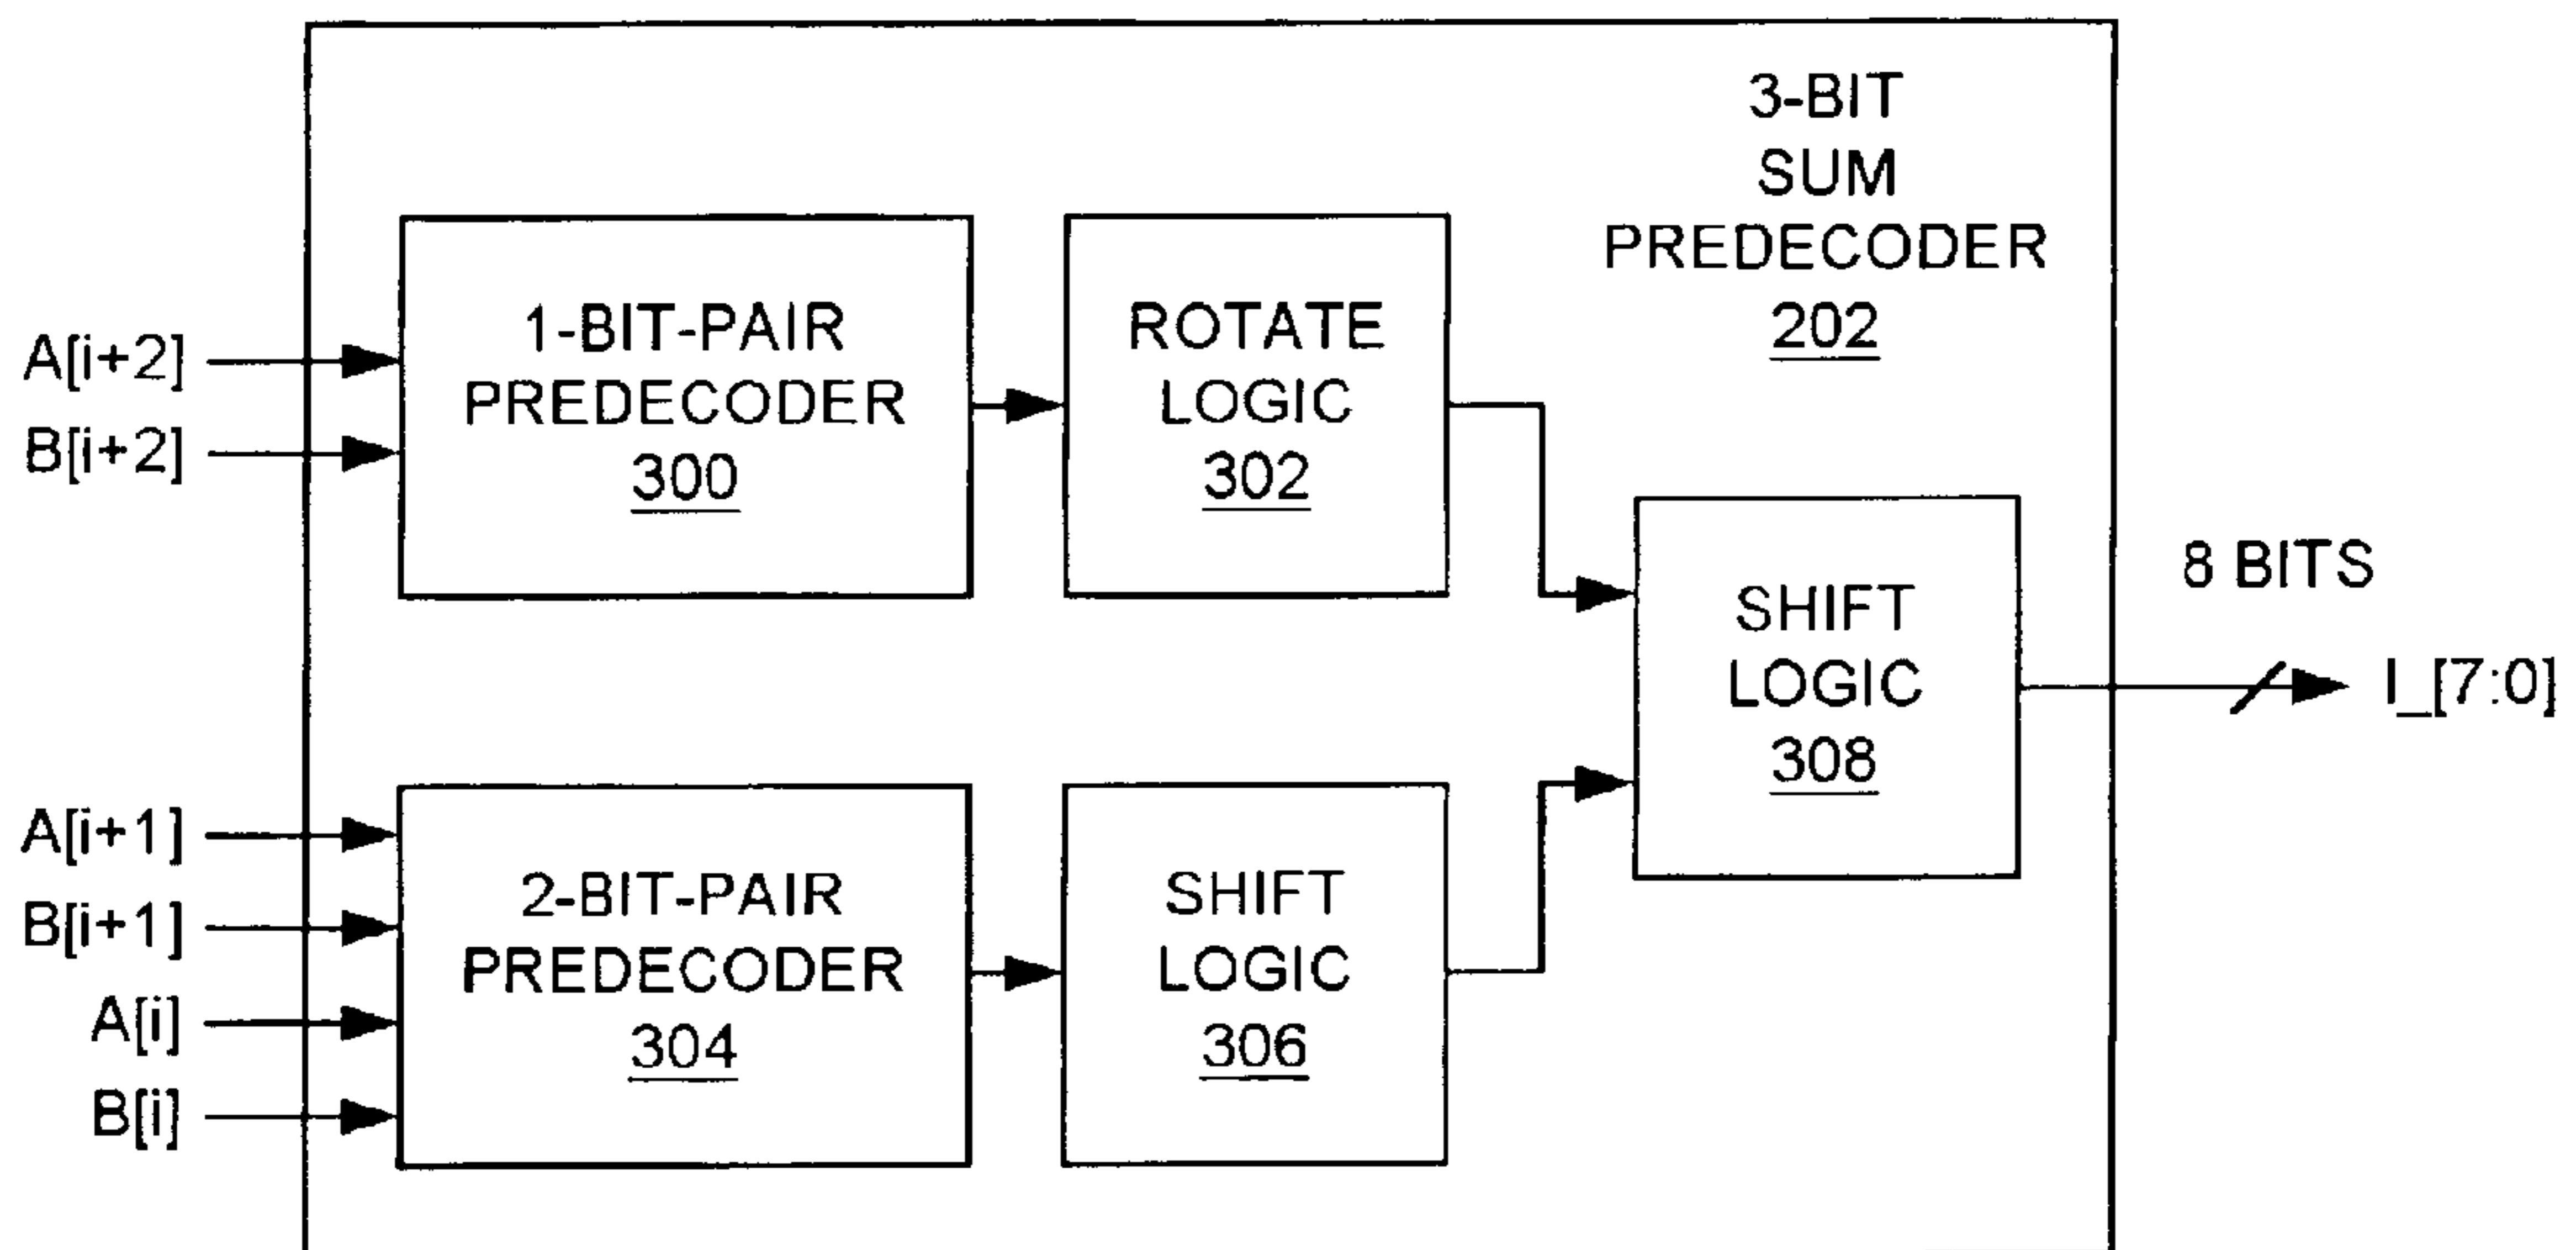 3-BIT
SUM
PREDECODER
202
1-BIT-PAIR
PREDECODER
300
ROTATE
LOGIC
302
A[i+2]
B[i+2]
SHIFT
LOGIC
308
8 BITS
I_[7:0]
A[i+1]
B[i+1]
A[i]
B[i]
2-BIT-PAIR
PREDECODER
304
SHIFT
LOGIC
306